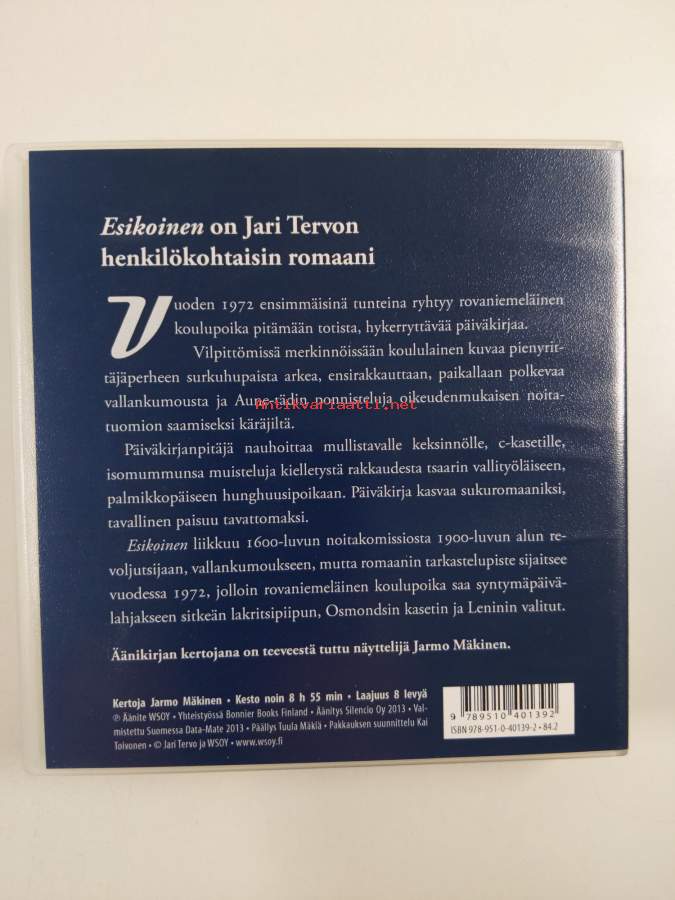 Esikoinen on Jari Tervon
henkilökohtaisin romaani
Vuoden 1972 ensimmäisinä tunteina ryhtyy rovaniemeläinen
koulupoika pitämään totista, hykerryttävää päiväkirjaa.
Vilpittömissä merkinnöissään koululainen kuvaa pienyrit-
täjäperheen surkuhupaista arkea, ensirakkauttaan, paikallaan polkevaa
vallankumousta ja Aune-tädin ponnisteluja oikeudenmukaisen noita-
Antikvariaatti.net
tuomion saamiseksi käräjiltä.
Päiväkirjanpitäjä nauhoittaa mullistavalle keksinnölle, c-kasetille,
isomummunsa muisteluja kielletystä rakkaudesta tsaarin vallityöläiseen,
palmikkopäiseen hunghuusipoikaan. Päiväkirja kasvaa sukuromaaniksi,
tavallinen paisuu tavattomaksi.
Esikoinen liikkuu 1600-luvun noitakomissiosta 1900-luvun alun re-
voljutsijaan, vallankumoukseen, mutta romaanin tarkastelupiste sijaitsee
vuodessa 1972, jolloin rovaniemeläinen koulupoika saa syntymäpäivä-
lahjakseen sitkeän lakritsipiipun, Osmondsin kasetin ja Leninin valitut.
Äänikirjan kertojana on teeveestä tuttu näyttelijä Jarmo Mäkinen.
Kertoja Jarmo Mäkinen • Kesto noin 8 h 55 min • Laajuus 8 levyä
℗ Äänite WSOY • Yhteistyössä Bonnier Books Finland • Äänitys Silencio Oy 2013 • Val-
mistettu Suomessa Data-Mate 2013 • Päällys Tuula Mäklä • Pakkauksen suunnittelu Kai
Toivonen • © Jari Tervo ja WSOY • www.wsoy.fi
9 789510 401392
ISBN 978-951-0-40139-2 • 84.2